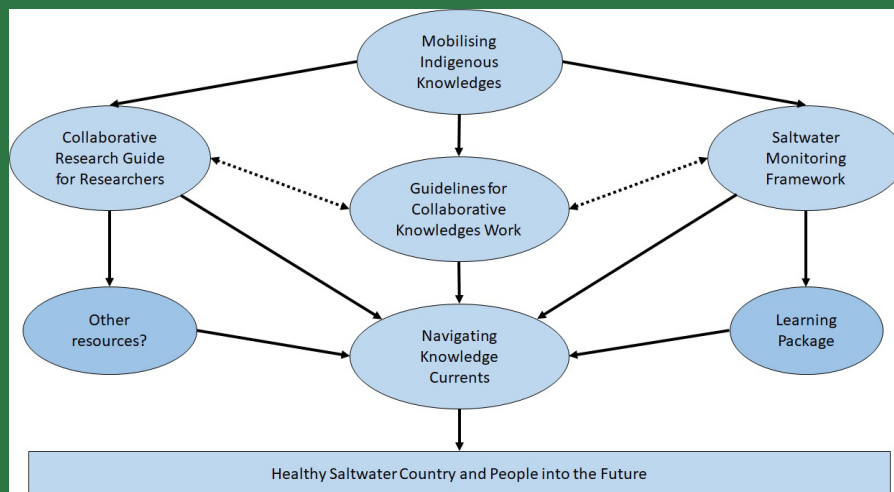 Mobilising
Indigenous
Knowledges
Collaborative
Research Guide
for Researchers
Saltwater
Monitoring
Framework
Guidelines for
Collaborative
Knowledges Work
Other
resources?
Navigating
Knowledge
Currents
Learning
Package
Healthy Saltwater Country and People into the Future